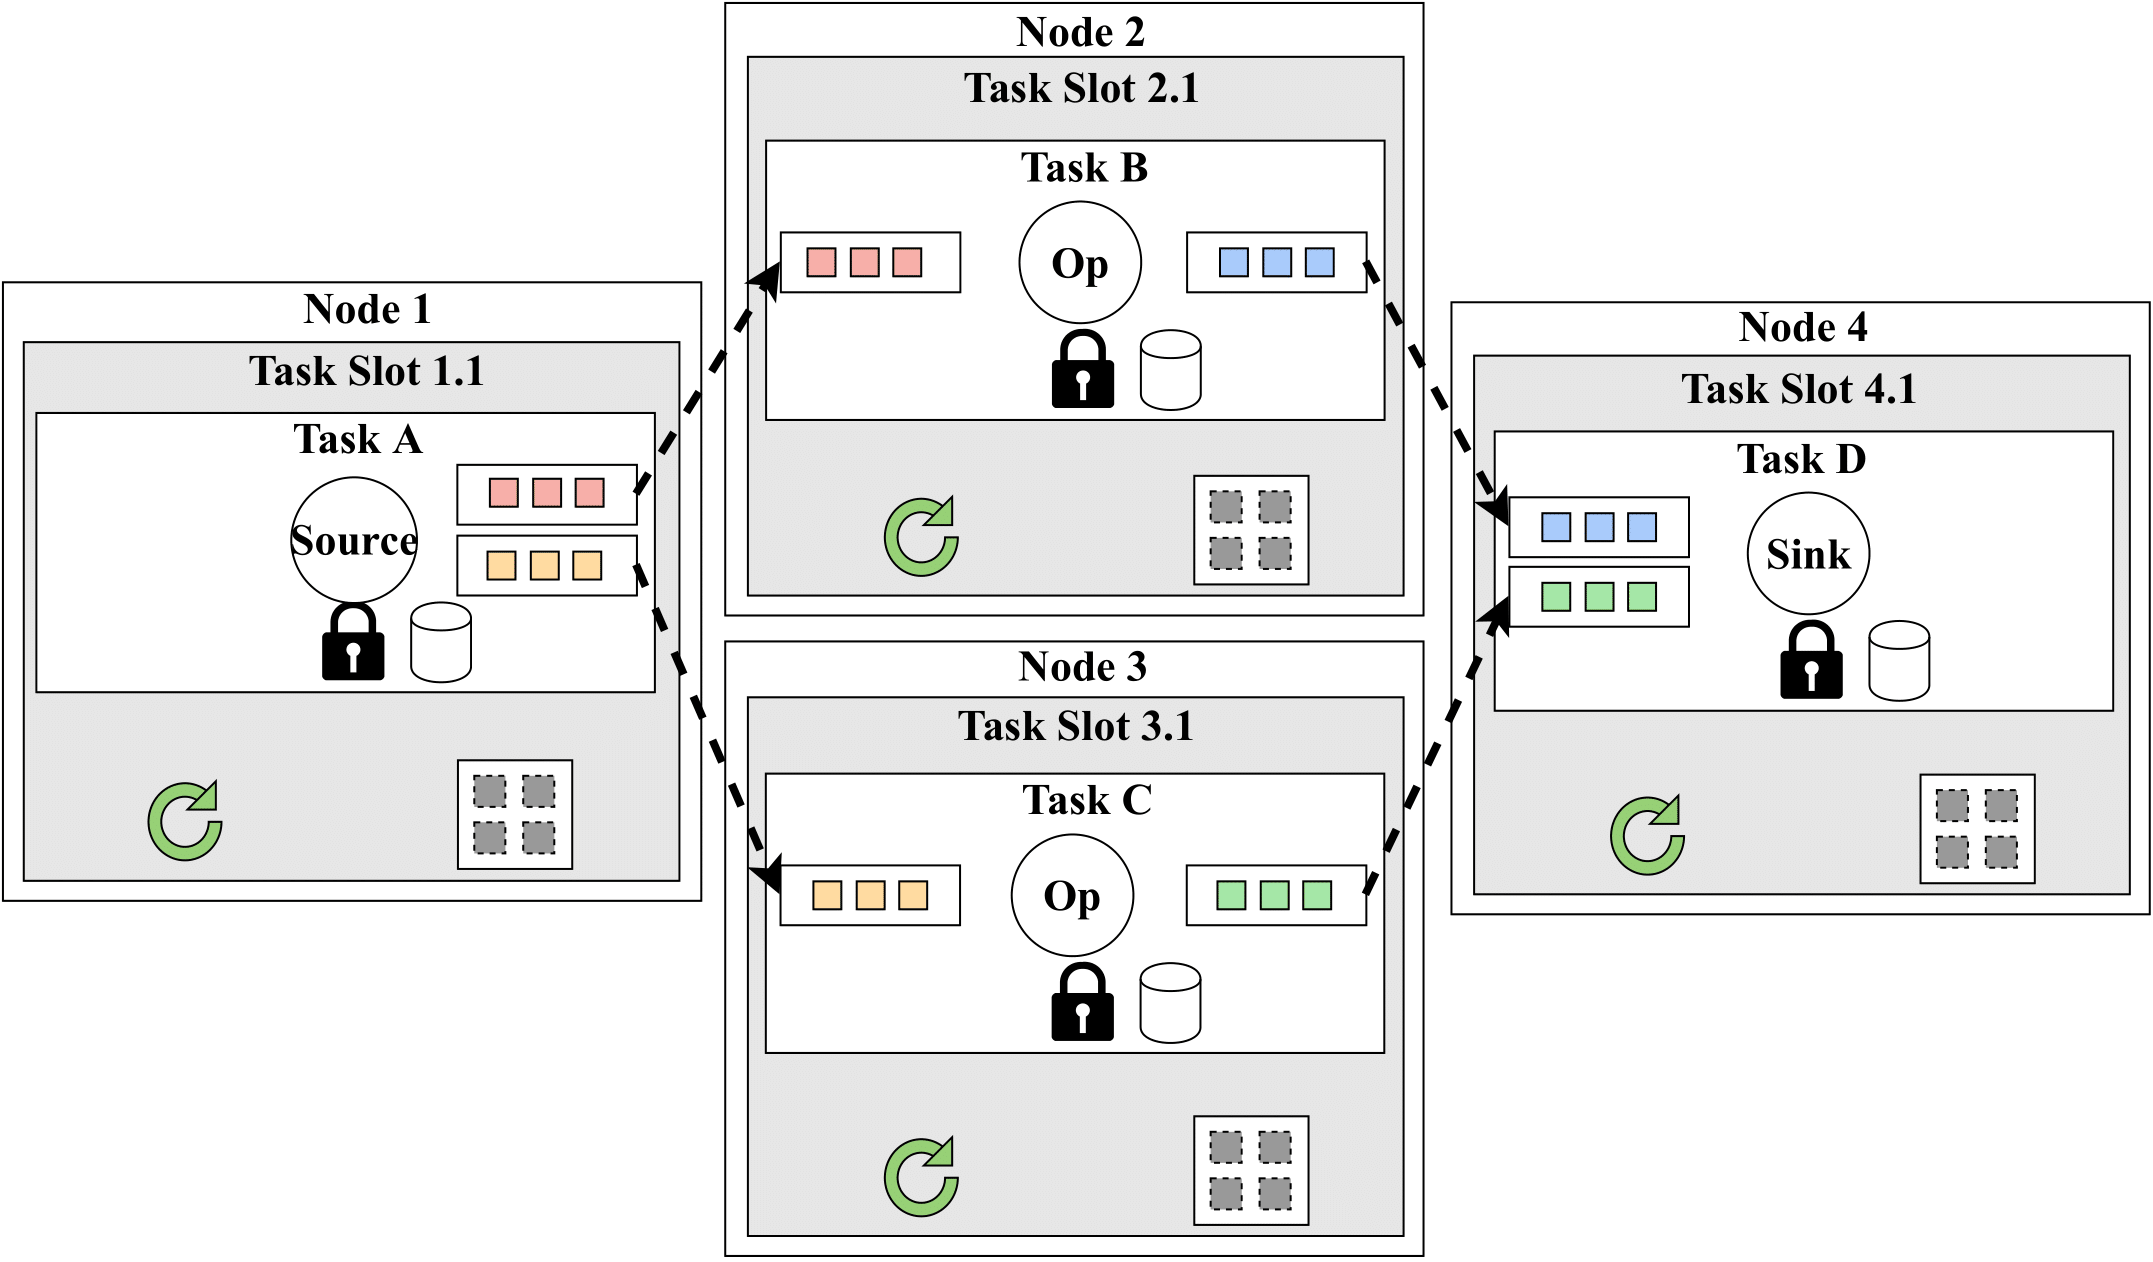 Node 1
Task Slot 1.1
Task A
Source
Node 2
Task Slot 2.1
Task B
Op
Node 3
Task Slot 3.1
Task C
Op
Node 4
Task Slot 4.1
Task D
Sink